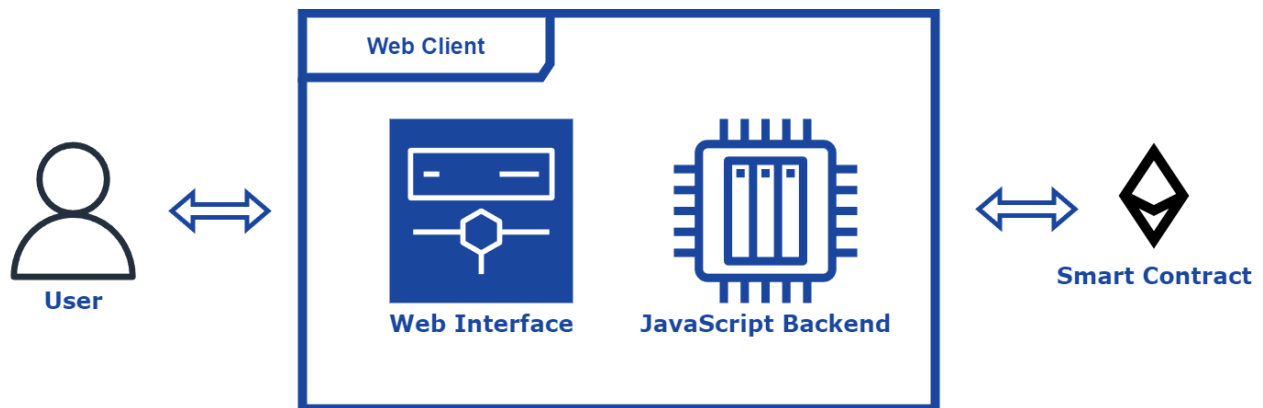 Web Client
User
Web Interface
JavaScript Backend
Smart Contract